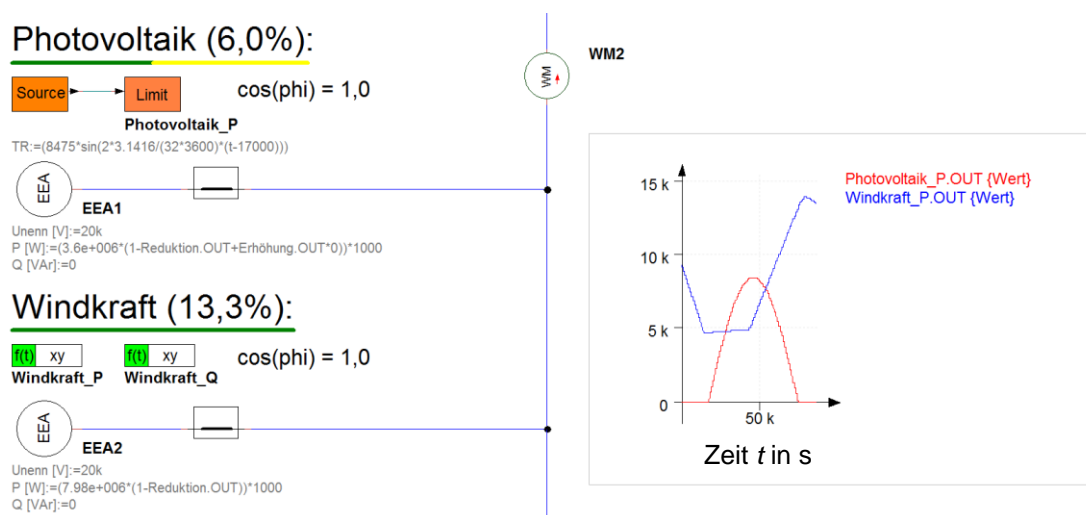 Photovoltaik (6,0%):
Source
Limit
cos(phi) = 1,0
Photovoltaik_P
TR:=(8475*sin(2*3.1416/(32*3600)*(t-17000)))
EEA
EEA1
Unenn [V]:=20k
P [W]:=(3.6e+006*(1-Reduktion.OUT+Erhöhung.OUT*0))*1000
Q [VAr]:=0
Windkraft (13,3%):
f(t) xy
f(t) xy
cos(phi) = 1,0
Windkraft_P
Windkraft_Q
EEA
EEA2
Unenn [V]:=20k
P [W]:=(7.98e+006*(1-Reduktion.OUT))*1000
Q [VAr]:=0
WM
WM2
15 k
10 k
5 k
0
50 k
Photovoltaik_P.OUT {Wert}
Windkraft_P.OUT {Wert}
Zeit t in s